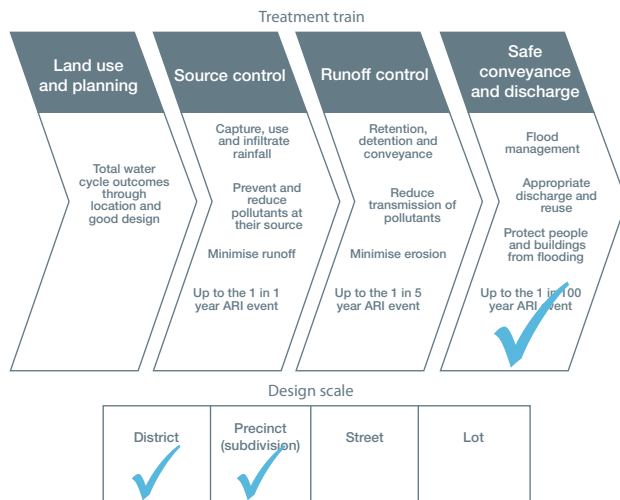 Treatment train
Land use
and planning
Total water
cycle outcomes
through
location and
good design
Source control
Capture, use
and infiltrate
rainfall
Prevent and
reduce
pollutants at
their source
Minimise runoff
Up to the 1 in 1
year ARI event
Runoff control
Retention,
detention and
conveyance
Reduce
transmission of
pollutants
Minimise erosion
Up to the 1 in 5
year ARI event
Safe
conveyance
and discharge
Flood
management
Appropriate
discharge and
reuse
Protect people
and buildings
from flooding
Up to the 1 in 100
year ARI event
Design scale
District
Precinct
(subdivision)
Street
Lot